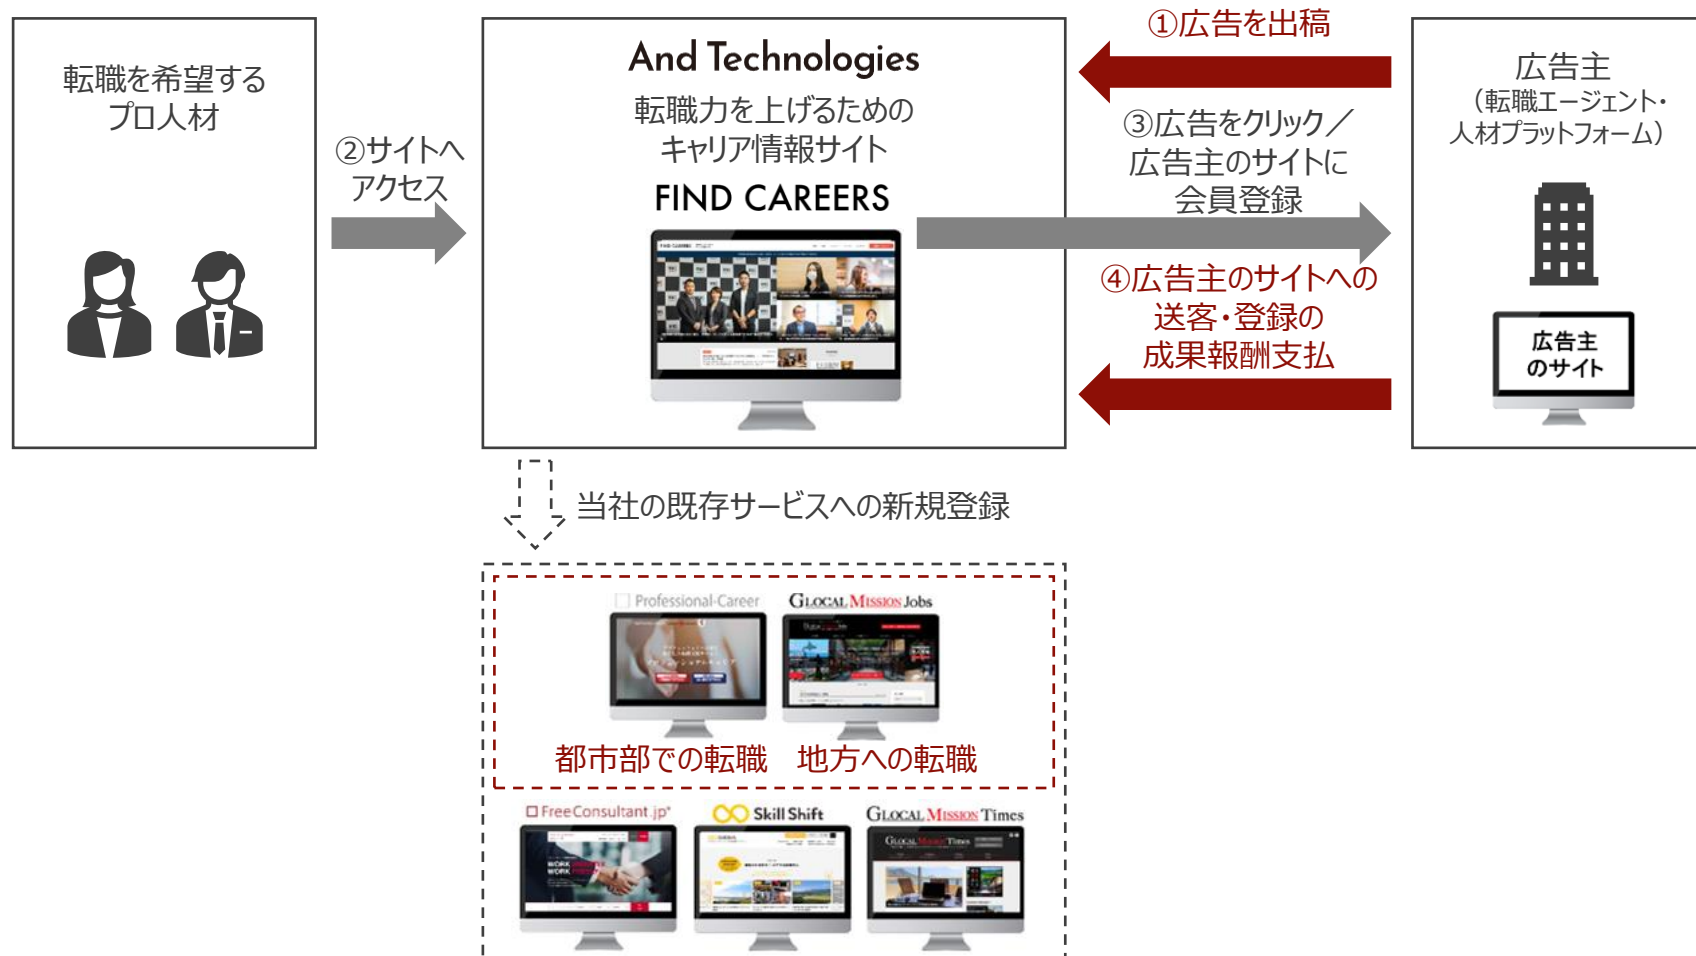 転職を希望する
プロ人材
②サイトへ
アクセス
And Technologies
転職力を上げるための
キャリア情報サイト
FIND CAREERS
①広告を出稿
③広告をクリック／
広告主のサイトに
会員登録
④広告主のサイトへの
送客・登録の
成果報酬支払
広告主
（転職エージェント・
人材プラットフォーム）
広告主
のサイト
当社の既存サービスへの新規登録
Professional-Career
GLOCAL MISSION Jobs
都市部での転職
地方への転職
FreeConsultant.jp
Skill Shift
GLOCAL MISSION Times